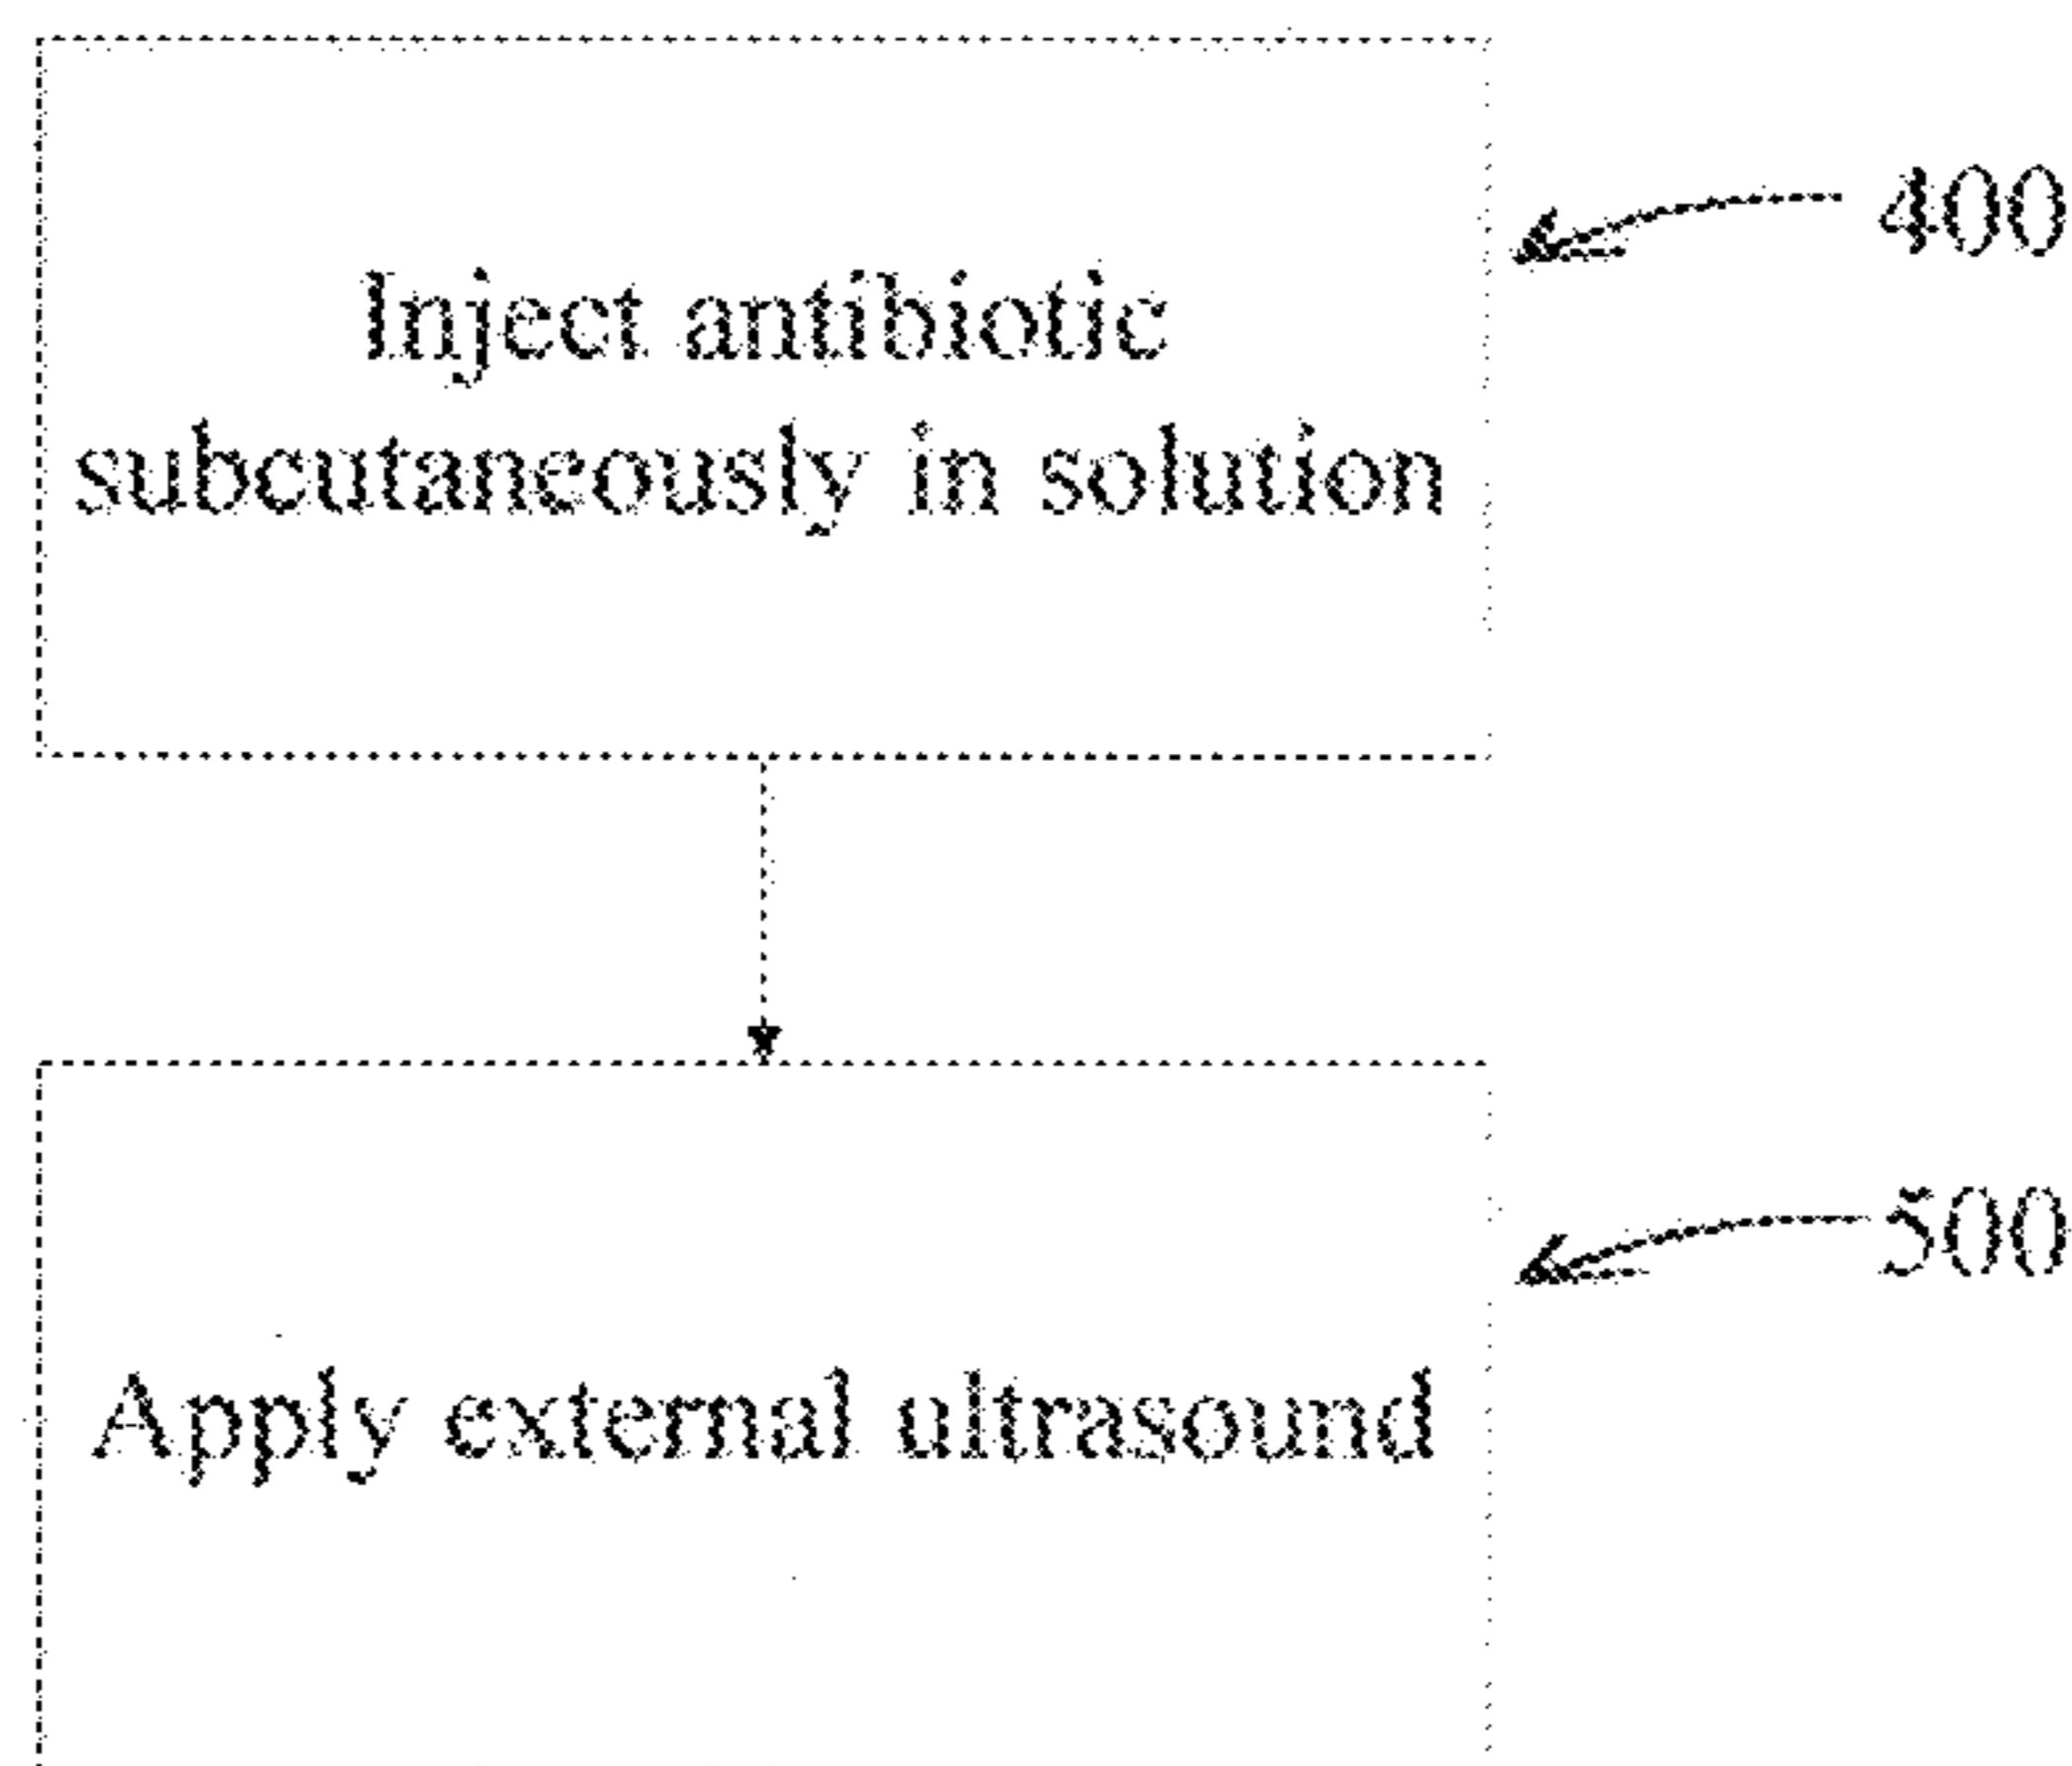 400
Inject antibiotic
subcutaneously in solution
500
Apply external ultrasound